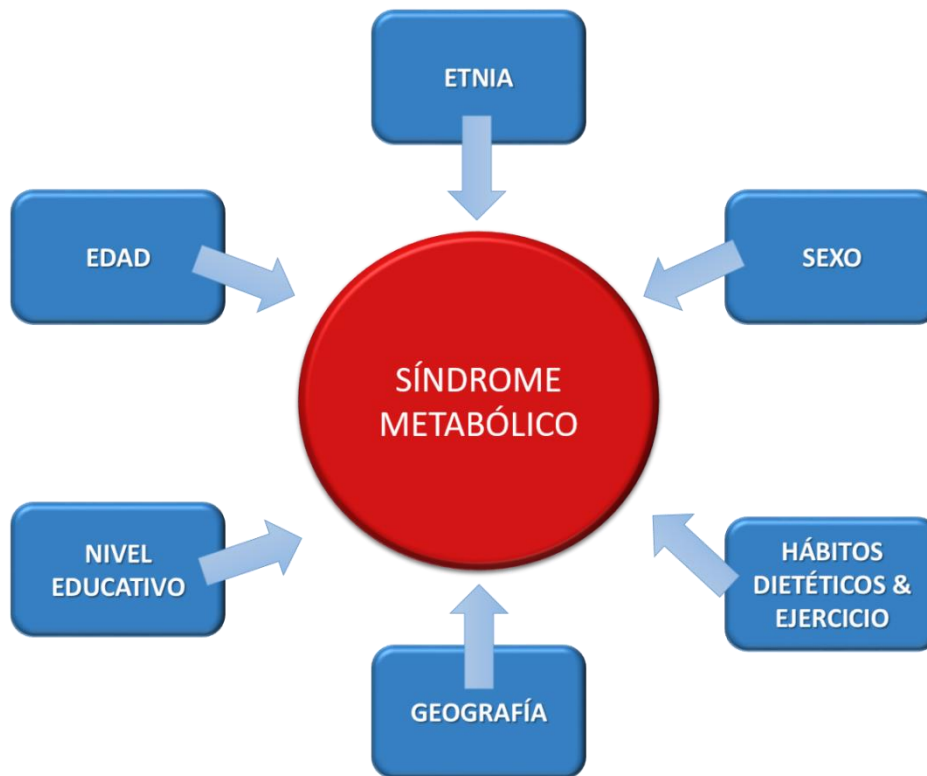 ETNIA
EDAD
SEXO
SÍNDROME
METABÓLICO
NIVEL
EDUCATIVO
HÁBITOS
DIETÉTICOS &
EJERCICIO
GEOGRAFÍA